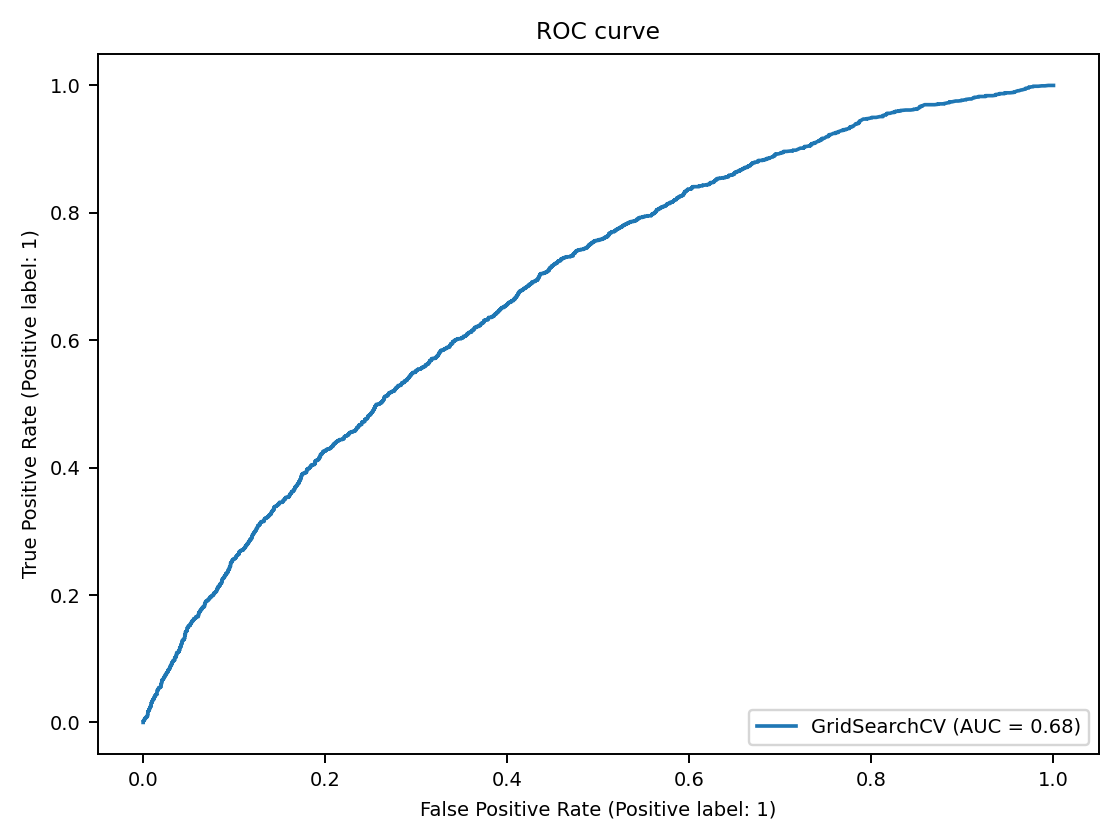 ROC curve
1.0
0.8
0.6
0.4
0.2
0.0
True Positive Rate (Positive label: 1)
GridSearchCV (AUC = 0.68)
0.0 0.2 0.4 0.6 0.8 1.0
False Positive Rate (Positive label: 1)